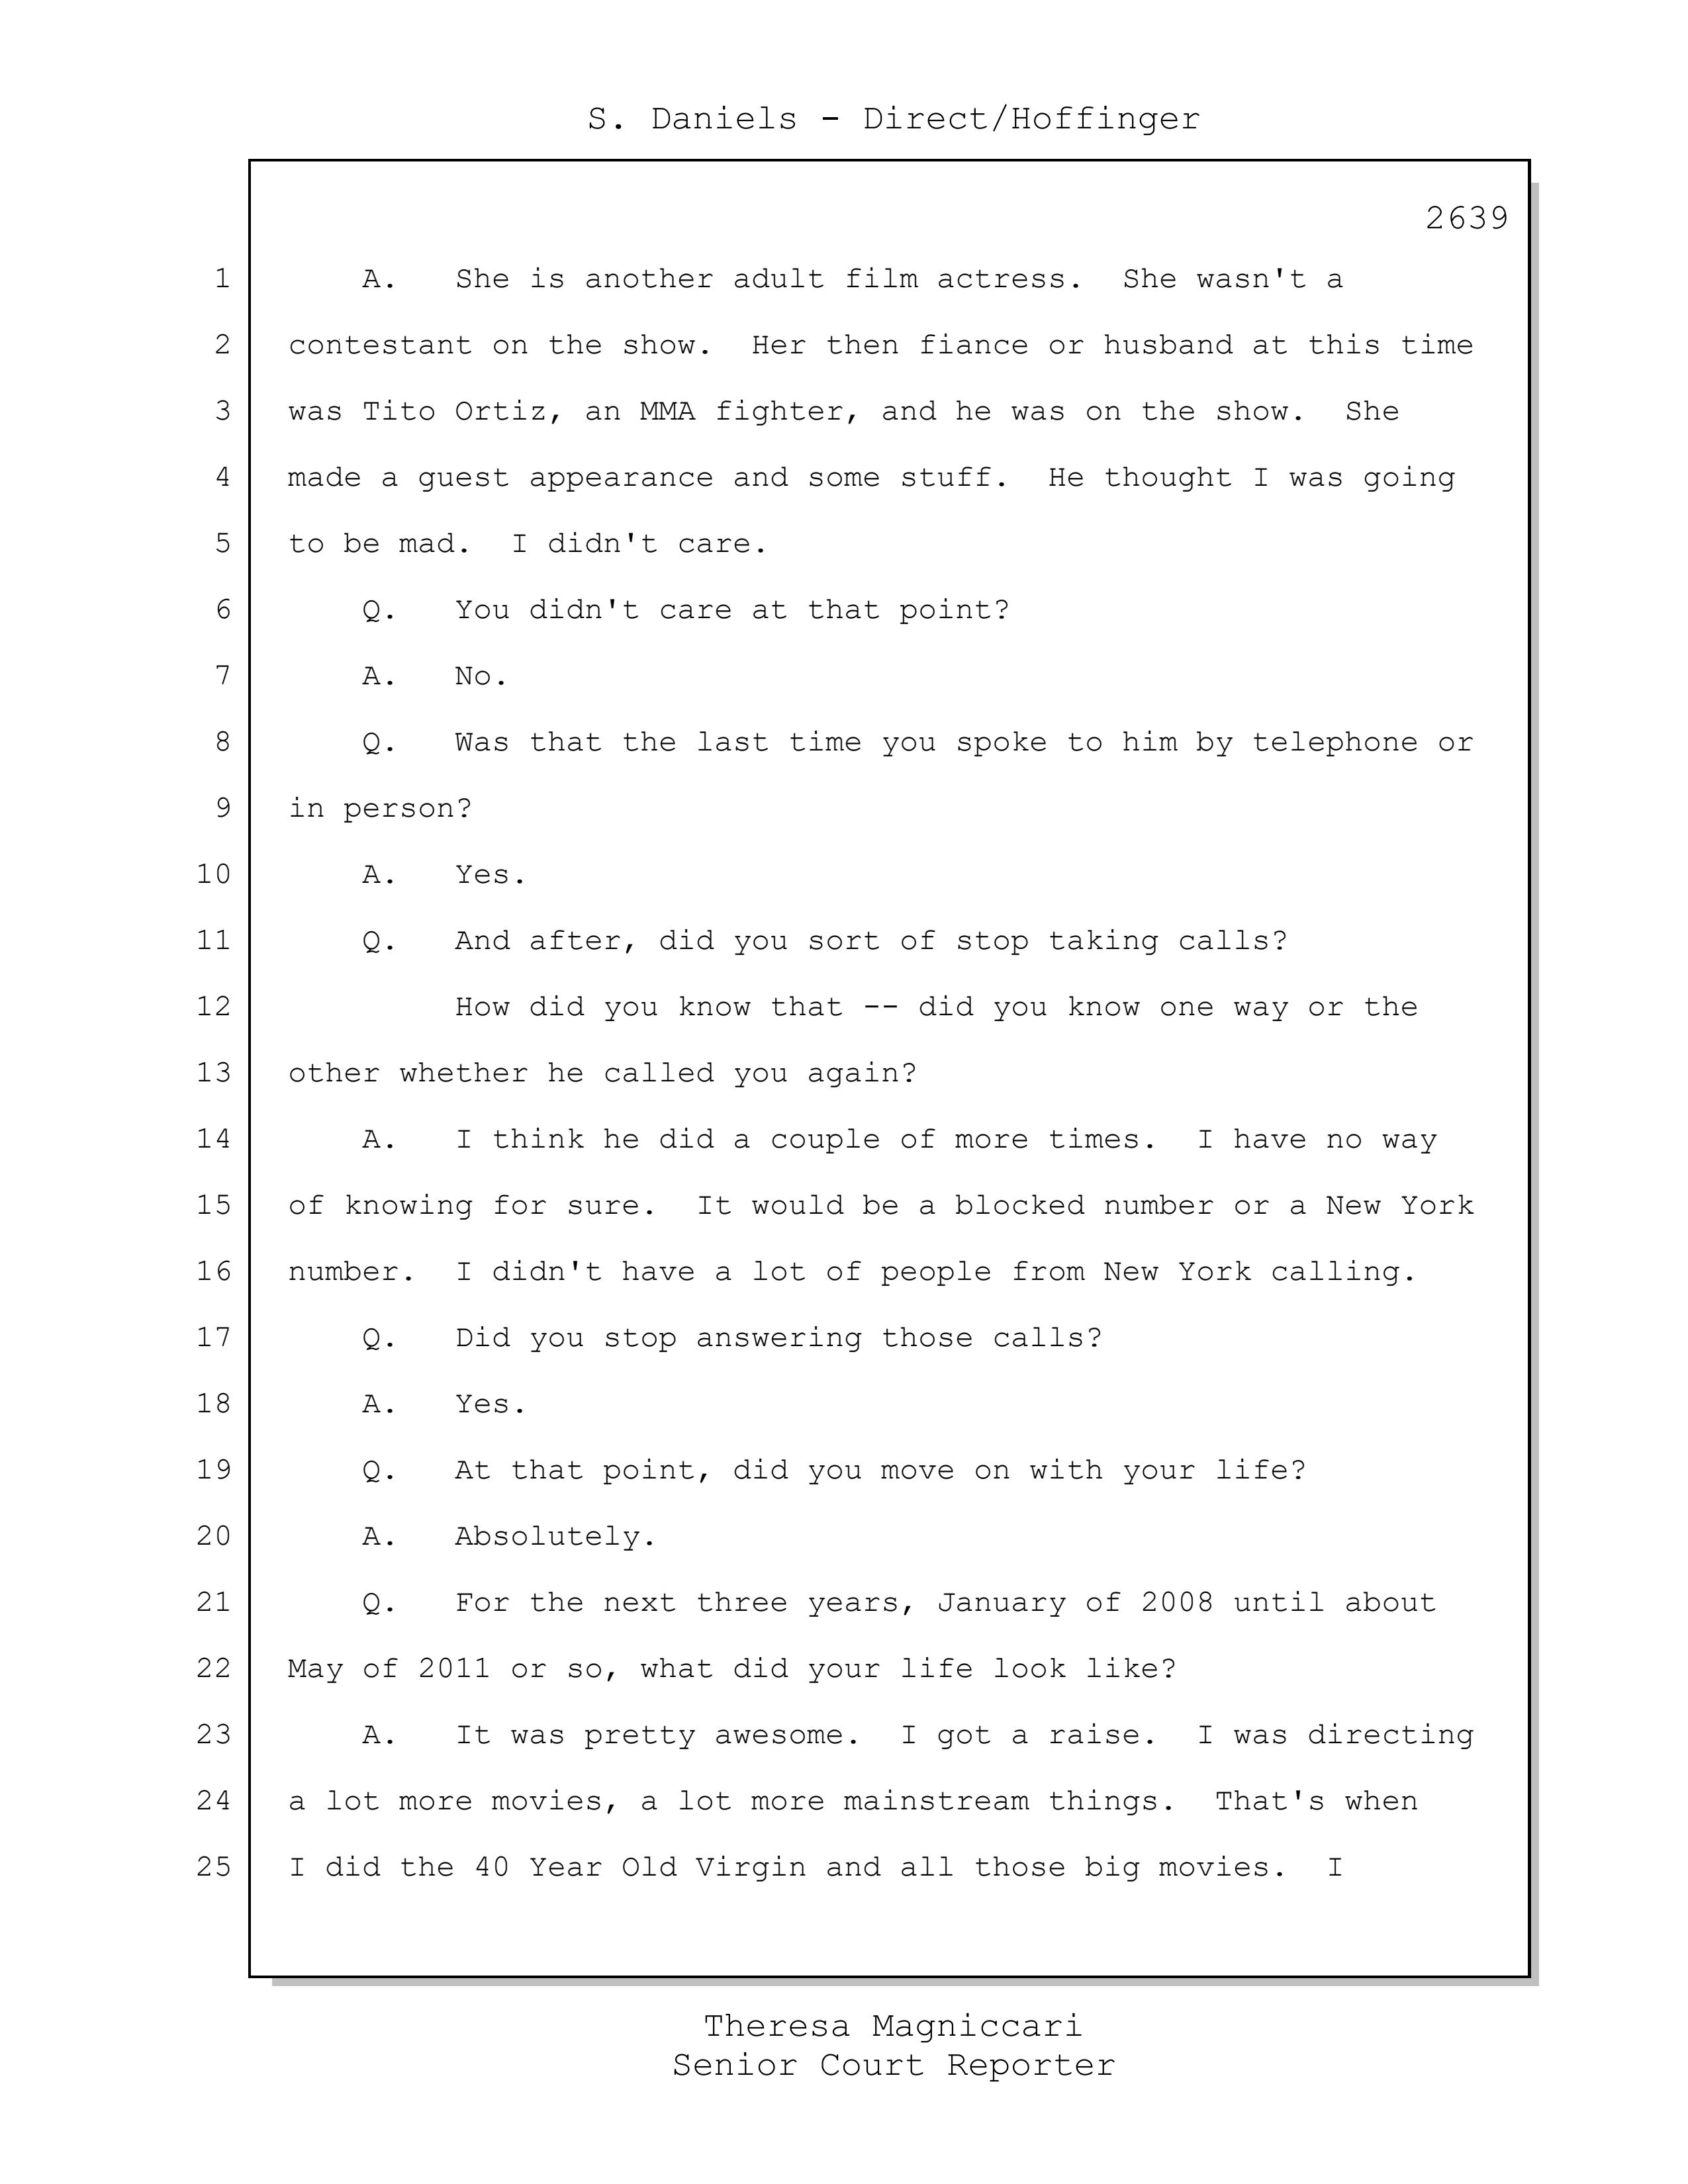 S. Daniels - Direct/Hoffinger
2639
1 A. She is another adult film actress. She wasn't a
2 contestant on the show. Her then fiance or husband at this time
3 was Tito Ortiz, an MMA fighter, and he was on the show. She
4 made a guest appearance and some stuff. He thought I was going
5 to be mad. I didn't care.
6 Q. You didn't care at that point?
7 A. No.
8 Q. Was that the last time you spoke to him by telephone or
9 in person?
10 A. Yes.
11 Q. And after, did you sort of stop taking calls?
12 How did you know that -- did you know one way or the
13 other whether he called you again?
14 A. I think he did a couple of more times. I have no way
15 of knowing for sure. It would be a blocked number or a New York
16 number. I didn't have a lot of people from New York calling.
17 Q. Did you stop answering those calls?
18 A. Yes.
19 Q. At that point, did you move on with your life?
20 A. Absolutely.
21 Q. For the next three years, January of 2008 until about
22 May of 2011 or so, what did your life look like?
23 A. It was pretty awesome. I got a raise. I was directing
24 a lot more movies, a lot more mainstream things. That's when
25 I did the 40 Year Old Virgin and all those big movies. I
Theresa Magniccari
Senior Court Reporter